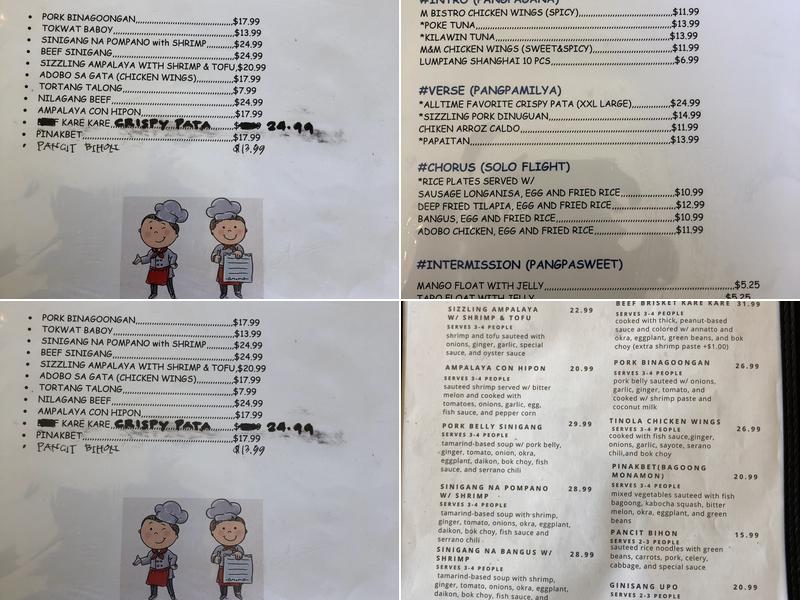 PORK BINAGOONGAN,,,,,,,,,,,,,,,,,,,,,,,,$17.99
TOKWAT BABOY,,,,,,,,,,,,,,,,,,,,,,,,,,,,$13.99
SINIGANG NA POMPANO with SHRIMP,,,,,,,,$24.99
BEEF SINIGANG,,,,,,,,,,,,,,,,,,,,,,,,,,,$24.99
SIZZLING AMPALAYA WITH SHRIMP & TOFU,$20.99
ADOBO SA GATA (CHICKEN WINGS),,,,,,,,,,$17.99
TORTANG TALONG,,,,,,,,,,,,,,,,,,,,,,,,,,$7.99
NILAGANG BEEF,,,,,,,,,,,,,,,,,,,,,,,,,,,$24.99
AMPALAYA CON HIPON,,,,,,,,,,,,,,,,,,,,,,$17.99
KARE KARE,CRISPY PATA 24.99
PINAKBET,,,,,,,,,,,,,,,,,,,,,,,,,,,,,,,,$17.99
PANCIT BIHON $13.99
#INTRO (PANGPAGANA)
M BISTRO CHICKEN WINGS (SPICY),,,,,,,,,,$11.99
*POKE TUNA,,,,,,,,,,,,,,,,,,,,,,,,,,,,,,$13.99
*KILAWIN TUNA,,,,,,,,,,,,,,,,,,,,,,,,,,,$13.99
M&M CHICKEN WINGS (SWEET&SPICY),,,,,,,,,$11.99
LUMPIANG SHANGHAI 10 PCS,,,,,,,,,,,,,,,,$6.99
#VERSE (PANGPAMILYA)
*ALLTIME FAVORITE CRISPY PATA (XXL LARGE),,,,,,,$24.99
*SIZZLING PORK DINUGUAN,,,,,,,,,,,,,,,,,$14.99
CHIKEN ARROZ CALDO,,,,,,,,,,,,,,,,,,,,,,$11.99
*PAPAITAN,,,,,,,,,,,,,,,,,,,,,,,,,,,,,,,$13.99
#CHORUS (SOLO FLIGHT)
*RICE PLATES SERVED W/
SAUSAGE LONGANISA, EGG AND FRIED RICE,,,,,,,,,$10.99
DEEP FRIED TILAPIA, EGG AND FRIED RICE,,,,,,,,,$12.99
BANGUS, EGG AND FRIED RICE,,,,,,,,,,,,,,$10.99
ADOBO CHICKEN, EGG AND FRIED RICE,,,,,,,,,$11.99
#INTERMISSION (PANGPASWEET)
MANGO FLOAT WITH JELLY,,,,,,,,,,,,,,,,,,$5.25
TARO FLOAT WITH JELLY $5.25
PORK BINAGOONGAN,,,,,,,,,,,,,,,,,,,,,,,,$17.99
TOKWAT BABOY,,,,,,,,,,,,,,,,,,,,,,,,,,,,$13.99
SINIGANG NA POMPANO with SHRIMP,,,,,,,,$24.99
BEEF SINIGANG,,,,,,,,,,,,,,,,,,,,,,,,,,,$24.99
SIZZLING AMPALAYA WITH SHRIMP & TOFU,$20.99
ADOBO SA GATA (CHICKEN WINGS),,,,,,,,,,$17.99
TORTANG TALONG,,,,,,,,,,,,,,,,,,,,,,,,,,$7.99
NILAGANG BEEF,,,,,,,,,,,,,,,,,,,,,,,,,,,$24.99
AMPALAYA CON HIPON,,,,,,,,,,,,,,,,,,,,,,$17.99
KARE KARE,CRISPY PATA 24.99
PINAKBET,,,,,,,,,,,,,,,,,,,,,,,,,,,,,,,,$17.99
PANCIT BIHON $13.99
SIZZLING AMPALAYA 22.99
W/ SHRIMP & TOFU
SERVES 3-4 PEOPLE
shrimp and tofu sauteed with
onions, ginger, garlic, special
sauce, and oyster sauce
AMPALAYA CON HIPON 20.99
SERVES 3-4 PEOPLE
sauteed shrimp served w/ bitter
melon and cooked with
tomatoes, onions, garlic, egg,
fish sauce, and pepper corn
PORK BELLY SINIGANG 29.99
SERVES 3-4 PEOPLE
tamarind-based soup w/ pork belly,
ginger, tomato, onion, okra,
eggplant, daikon, bok choy, fish
sauce, and serrano chili
SINIGANG NA POMPANO 28.99
W/ SHRIMP
SERVES 3-4 PEOPLE
tamarind-based soup with shrimp,
ginger, tomato, onions, okra, eggplant,
daikon, bok choy, fish sauce, and
serrano chili
SINIGANG NA BANGUS W/ 28.99
SHRIMP
SERVES 3-4 PEOPLE
tamarind-based soup with shrimp,
ginger, tomato, onions, okra, eggplant,
daikon, bok choy, fish sauce, and
BEEF BRISKET KARE KARE 31.99
SERVES 3-4 PEOPLE
cooked with thick, peanut-based
sauce and colored w/ annatto and
okra, eggplant, green beans, and bok
choy (extra shrimp paste +$1.00)
PORK BINAGOONGAN 26.99
SERVES 3-4 PEOPLE
pork belly sauteed w/ onions,
garlic, ginger, tomato, and
cooked w/ shrimp paste and
coconut milk
TINOLA CHICKEN WINGS 26.99
SERVES 3-4 PEOPLE
cooked with fish sauce,ginger,
onions, garlic, sayote, serano
chili,and bok choy
PINAKBET(BAGOONG 20.99
MONAMON)
SERVES 3-4 PEOPLE
mixed vegetables sauteed with fish
bagoong, kabocha squash, bitter
melon, okra, eggplant, and green
beans
PANCIT BIHON 15.99
SERVES 2-3 PEOPLE
sauteed rice noodles with green
beans, carrots, pork, celery,
cabbage, and special sauce
GINISANG UPO 20.99
SERVES 3-4 PEOPLE